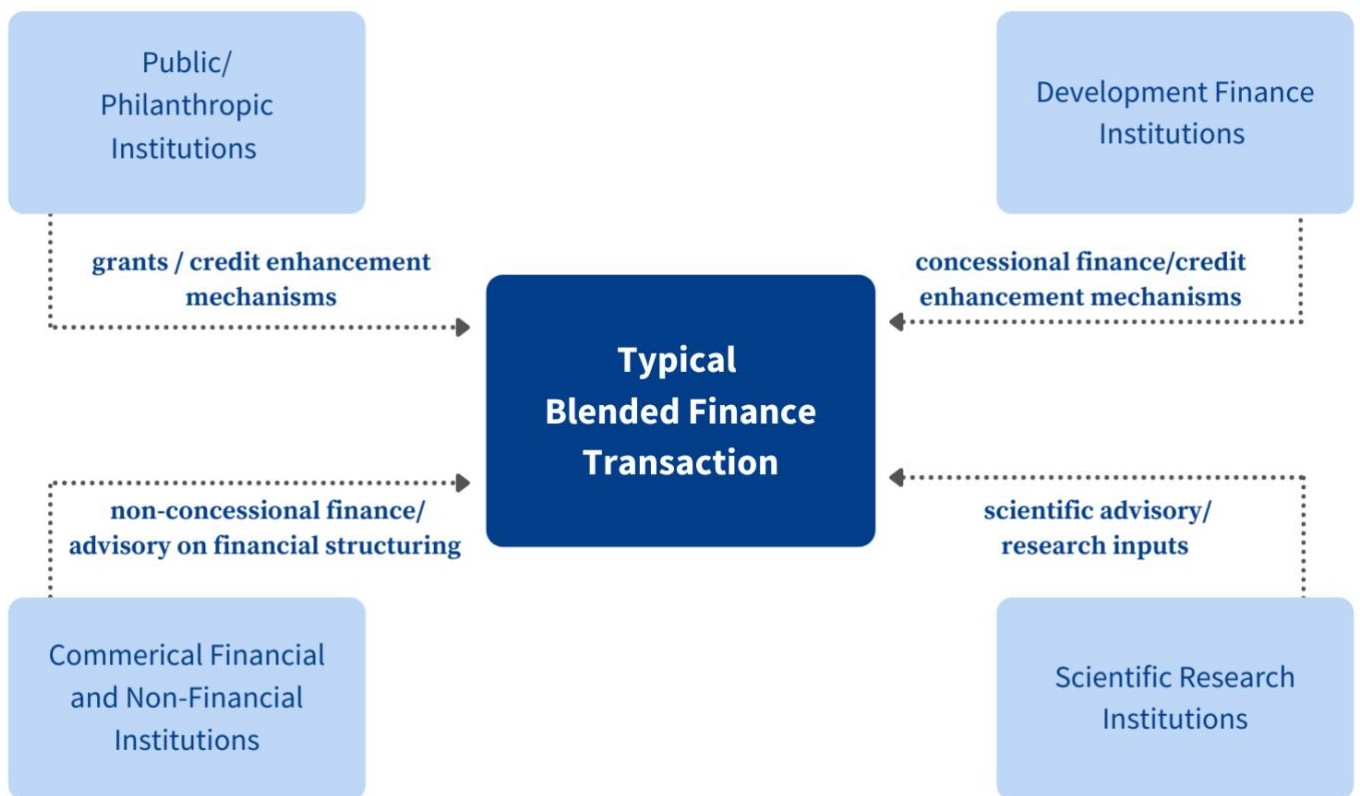 Public/
Philanthropic
Institutions
Development Finance
Institutions
grants / credit enhancement
mechanisms
concessional finance/credit
enhancement mechanisms
Typical
Blended Finance
Transaction
non-concessional finance/
advisory on financial structuring
scientific advisory/
research inputs
Commerical Financial
and Non-Financial
Institutions
Scientific Research
Institutions